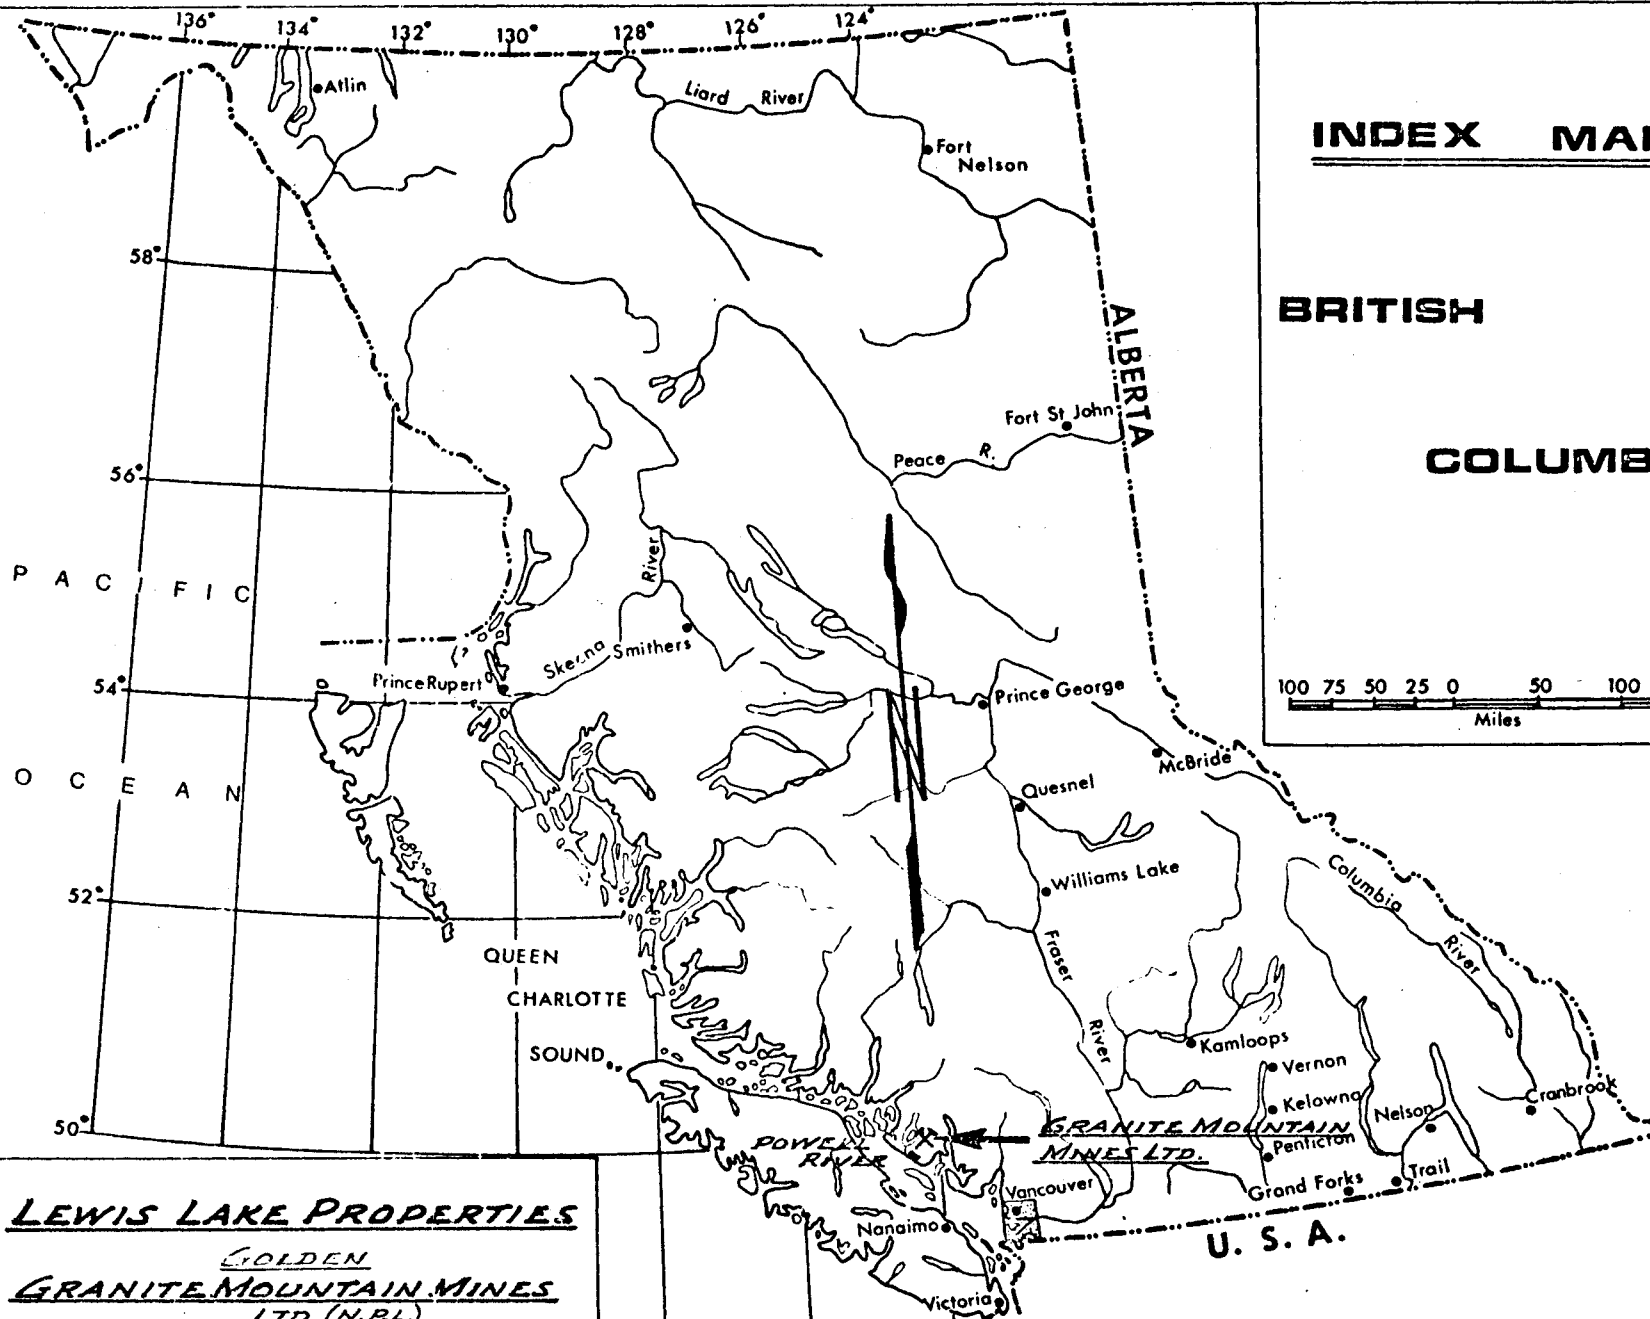 136° 134° 132° 130° 128° 126° 124°
Atlin
Liard River
Fort
Nelson
INDEX MA
58°
BRITISH
ALBERTA
Fort St John
Peace R.
COLUMB
56°
River
PACIFIC
Skeena
Smithers
54°
Prince Rupert
Prince George
100 75 50 25 0 50 100
Miles
McBride
OCEAN
Quesnel
Williams Lake
Columbia
River
52°
QUEEN
CHARLOTTE
SOUND
Fraser
River
Kamloops
Vernon
Kelowna
Cranbrook
Nelson
50°
POWELL
RIVER
GRANITE MOUNTAIN
MINES LTD.
Penticton
Trail
Grand Forks
Vancouver
Nanaimo
U. S. A.
Victoria
LEWIS LAKE PROPERTIES
GOLDEN
GRANITE MOUNTAIN MINES
LTD (N.P.L.)